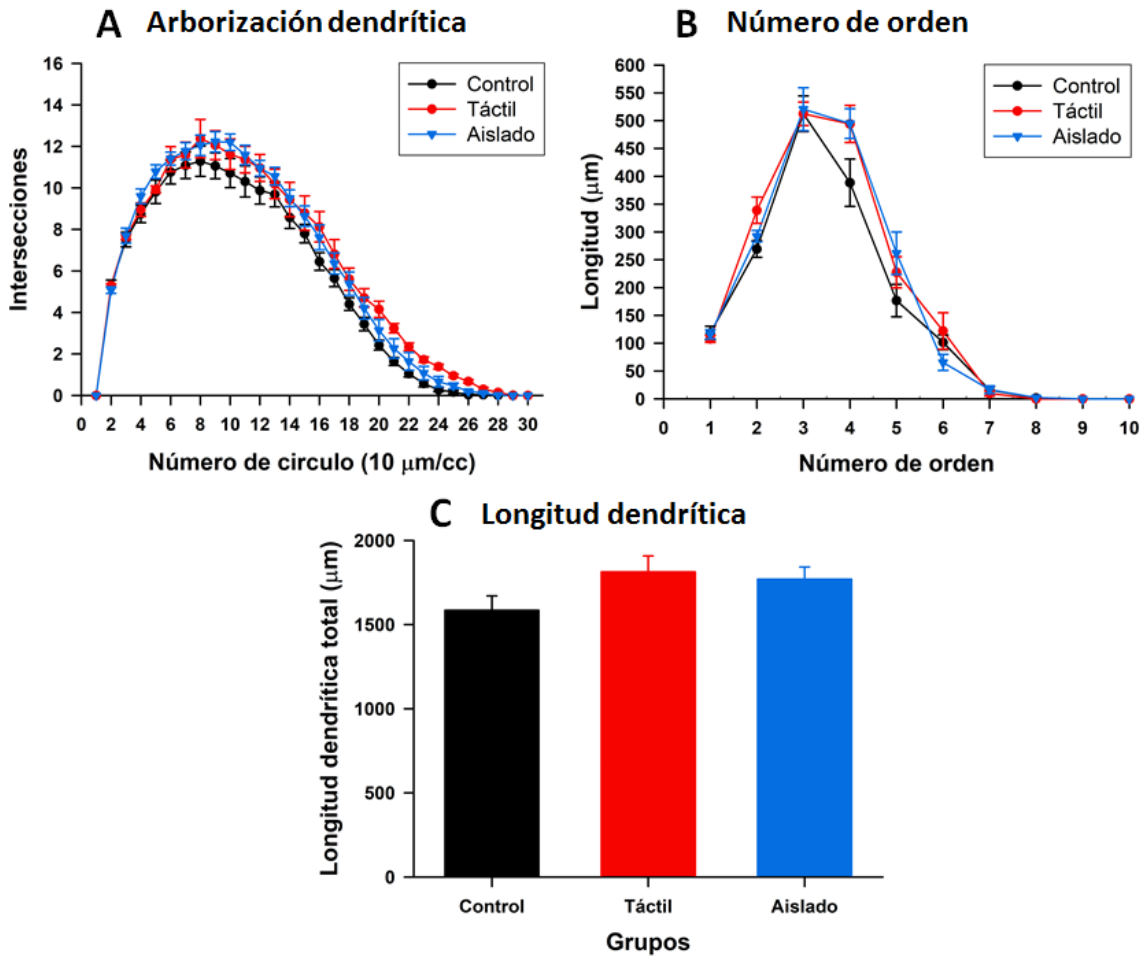 A Arborización dendrítica
16
14
12
10
8
6
4
2
0
Intersecciones
Control
Táctil
Aislado
0 2 4 6 8 10 12 14 16 18 20 22 24 26 28 30
Número de circulo (10 μm/cc)
B Número de orden
600
550
500
450
400
350
300
250
200
150
100
50
0
Longitud (μm)
Control
Táctil
Aislado
0 1 2 3 4 5 6 7 8 9 10
Número de orden
C Longitud dendrítica
2000
1500
1000
500
0
Longitud dendrítica total (μm)
Control Táctil Aislado
Grupos